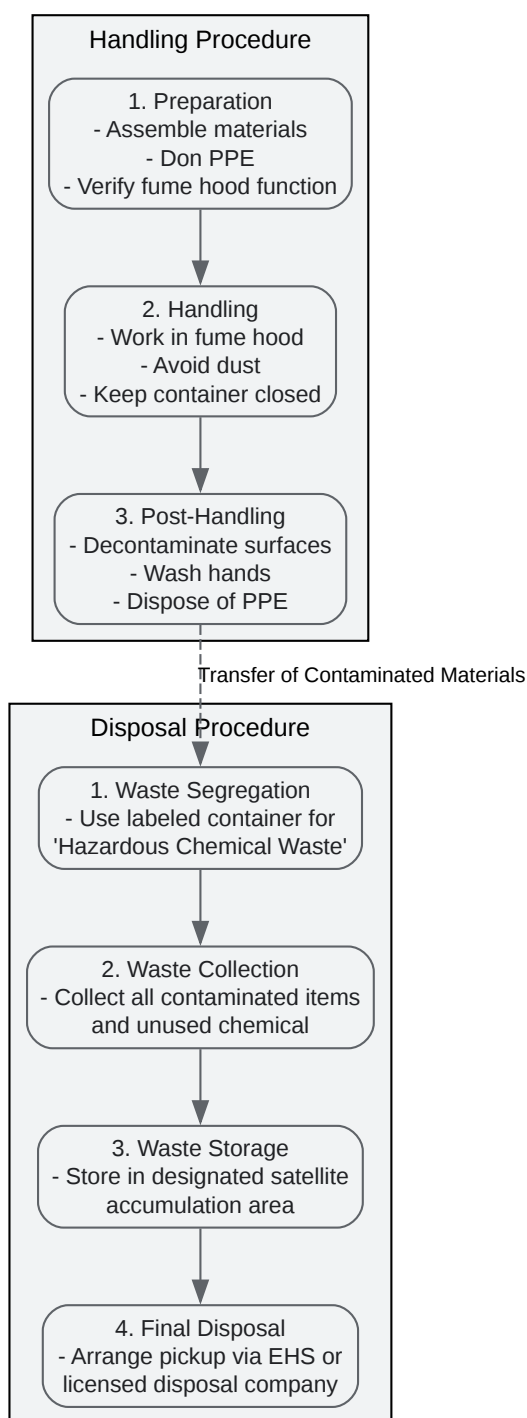 Handling Procedure
1. Preparation
- Assemble materials
- Don PPE
- Verify fume hood function
2. Handling
- Work in fume hood
- Avoid dust
- Keep container closed
3. Post-Handling
- Decontaminate surfaces
- Wash hands
- Dispose of PPE
Transfer of Contaminated Materials
Disposal Procedure
1. Waste Segregation
- Use labeled container for
'Hazardous Chemical Waste'
2. Waste Collection
- Collect all contaminated items
and unused chemical
3. Waste Storage
- Store in designated satellite
accumulation area
4. Final Disposal
- Arrange pickup via EHS or
licensed disposal company